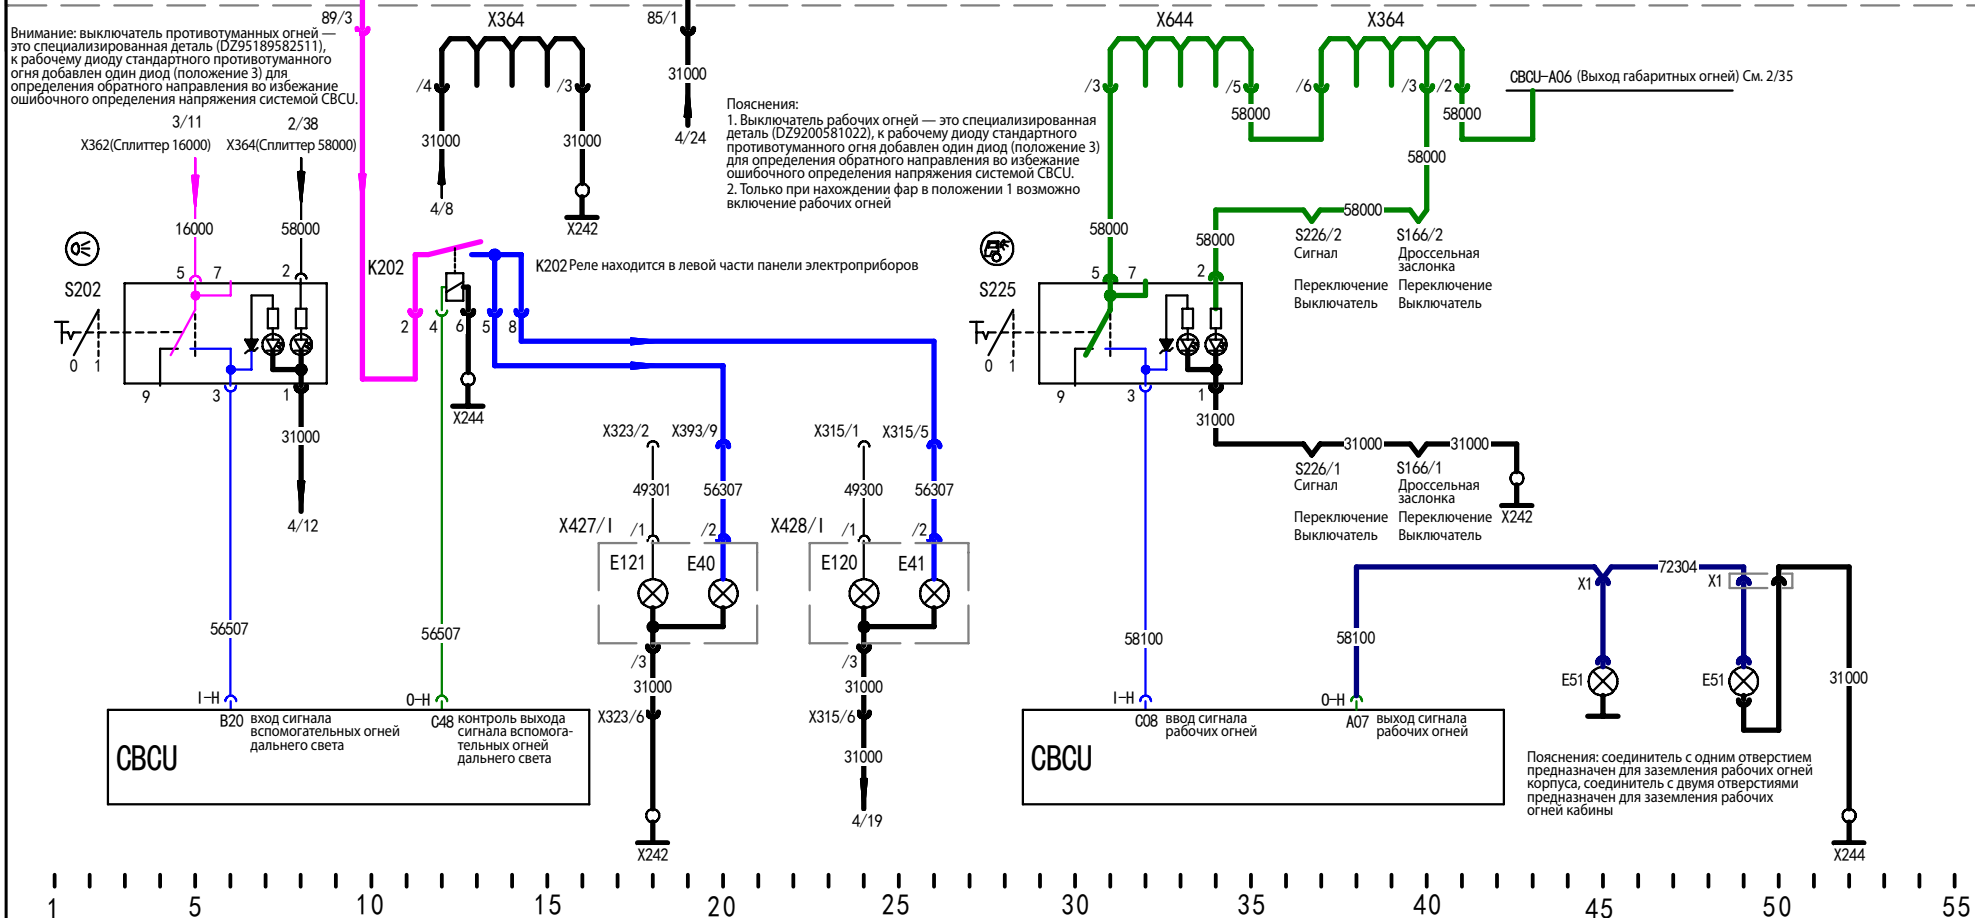 89/3
X364
85/1
X644
X364
Внимание: выключатель противотуманных огней —
это специализированная деталь (DZ95189582511),
к рабочему диоду стандартного противотуманного
огня добавлен один диод (положение 3) для
определения обратного направления во избежание
ошибочного определения напряжения системой CBCU.
/4
/3
31000
/3
/5
/6
/3
/2
CBCU-A06 (Выход габаритных огней) См. 2/35
58000
58000
Пояснения:
1. Выключатель рабочих огней — это специализированная
деталь (DZ9200581022), к рабочему диоду стандартного
противотуманного огня добавлен один диод (положение 3)
для определения обратного направления во избежание
ошибочного определения напряжения системой CBCU.
2. Только при нахождении фар в положении 1 возможно
включение рабочих огней
3/11
2/38
X362(Сплиттер 16000)
X364(Сплиттер 58000)
31000
31000
4/24
58000
4/8
X242
16000
58000
58000
58000
58000
S226/2
Сигнал
Переключение
Выключатель
S166/2
Дроссельная
заслонка
Переключение
Выключатель
K202
K202 Реле находится в левой части панели электроприборов
S202
5
7
2
0
1
9
3
1
2
4
6
5
8
S225
5
7
2
0
1
9
3
1
X244
31000
31000
31000
31000
S226/1
Сигнал
Переключение
Выключатель
S166/1
Дроссельная
заслонка
Переключение
Выключатель
X242
4/12
X323/2
X393/9
X315/1
X315/5
49301
56307
49300
56307
X427/I
/1
/2
X428/I
/1
/2
E121
E40
E120
E41
72304
X1
X1
56507
56507
58100
58100
/3
/3
31000
31000
E51
E51
31000
X323/6
X315/6
31000
I-H
O-H
I-H
O-H
B20
вход сигнала
вспомогательных огней
дальнего света
C48
контроль выхода
сигнала вспомога-
тельных огней
дальнего света
CBCU
C08
ввод сигнала
рабочих огней
A07
выход сигнала
рабочих огней
CBCU
Пояснения: соединитель с одним отверстием
предназначен для заземления рабочих огней
корпуса, соединитель с двумя отверстиями
предназначен для заземления рабочих
огней кабины
4/19
X242
X244
1
5
10
15
20
25
30
35
40
45
50
55